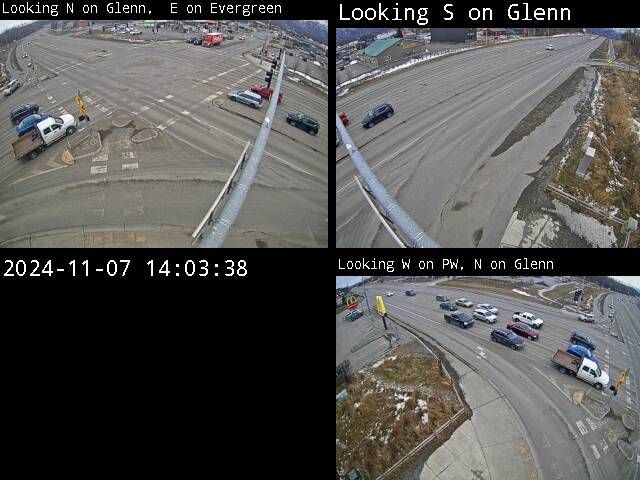 Looking N on Glenn,  E on Evergreen
Looking S on Glenn
2024-11-07 14:03:38
Looking W on PW, N on Glenn